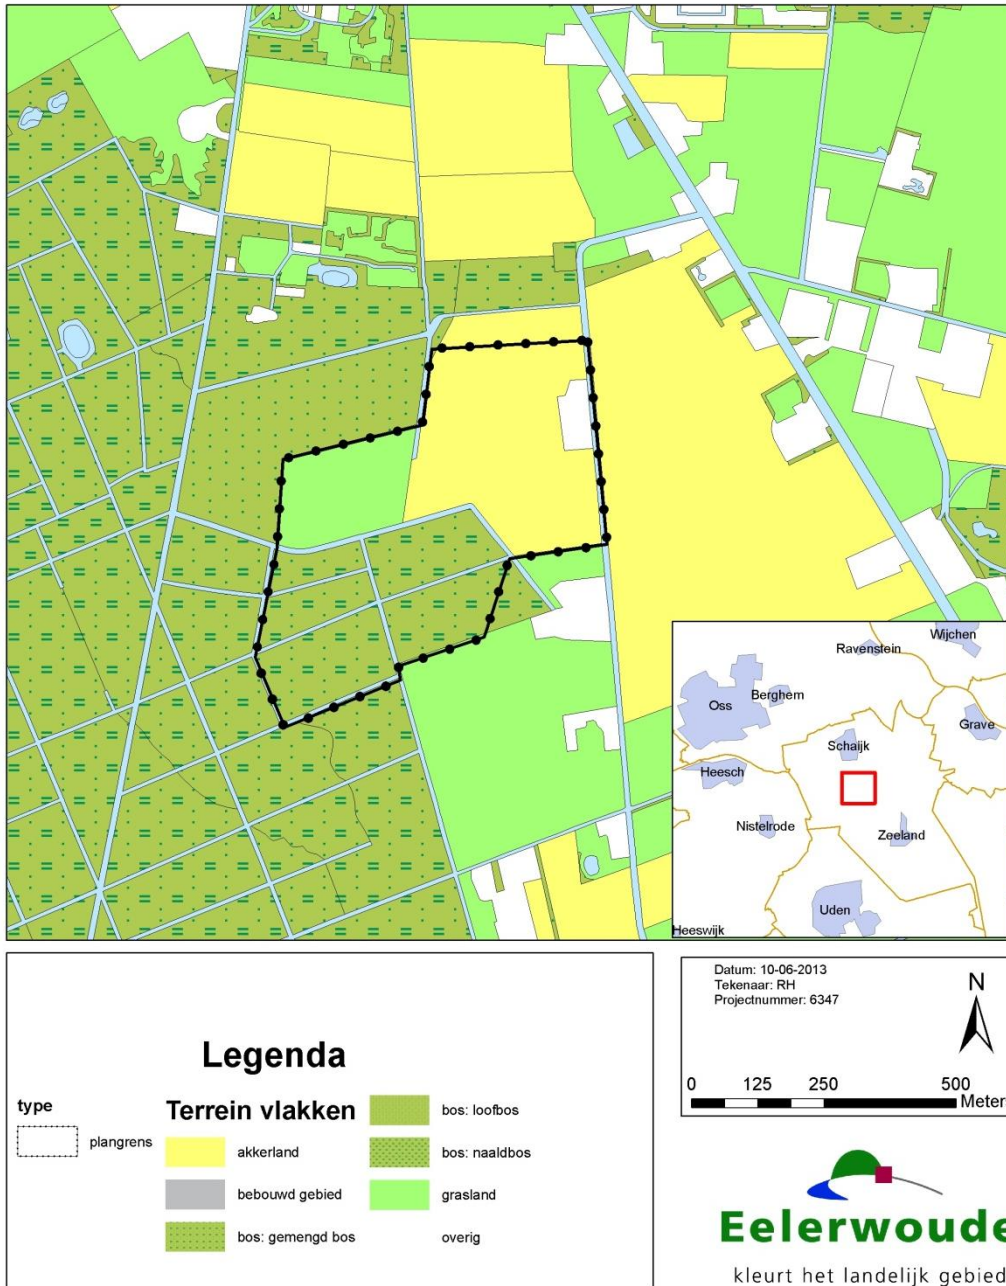 Wijchen
Ravenstein
Berghem
Oss
Grave
Schaijk
Heesch
Nistelrode
Zeeland
Uden
Heeswijk
Datum: 10-06-2013
Tekenaar: RH
Projectnummer: 6347
N
0 125 250 500
Meter
Legenda
type
plangrens
Terrein vlakken
akkerland
bebouwd gebied
bos: gemengd bos
bos: loofbos
bos: naaldbos
grasland
overig
Eelerwoude
kleurt het landelijk gebied